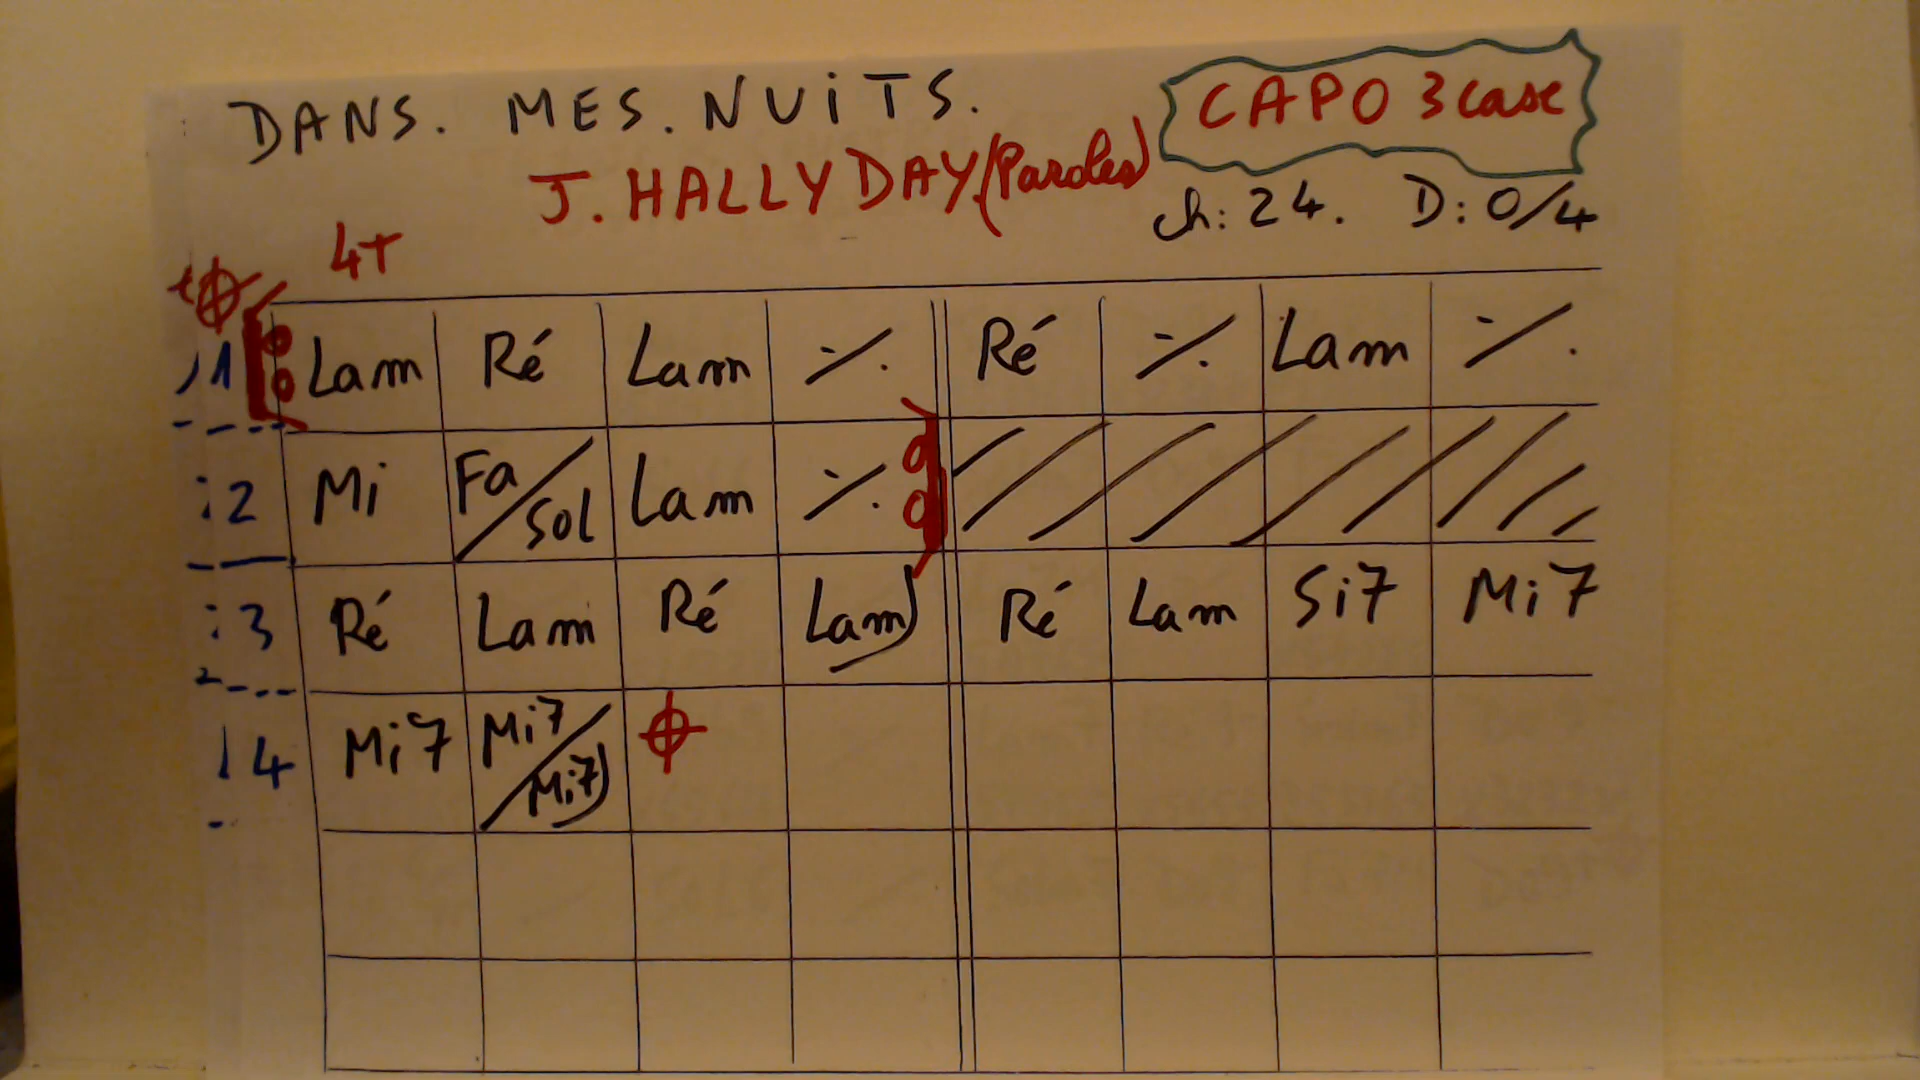 DANS. MES. NUiTS.
CAPO 3 case
J. HALLYDAY (Paroles)
ch: 24. D: 0/4
4T
1 Lam Ré Lam ٪ Ré ٪ Lam ٪
2 Mi Fa/Sol Lam ٪
3 Ré Lam Ré Lam Ré Lam Si7 Mi7
4 Mi7 Mi7/Mi7